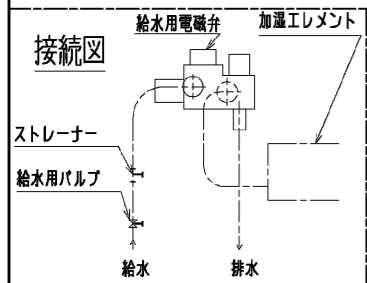 接続図
給水用電磁弁
加湿エレメント
ストレーナー
給水用バルブ
給水
排水